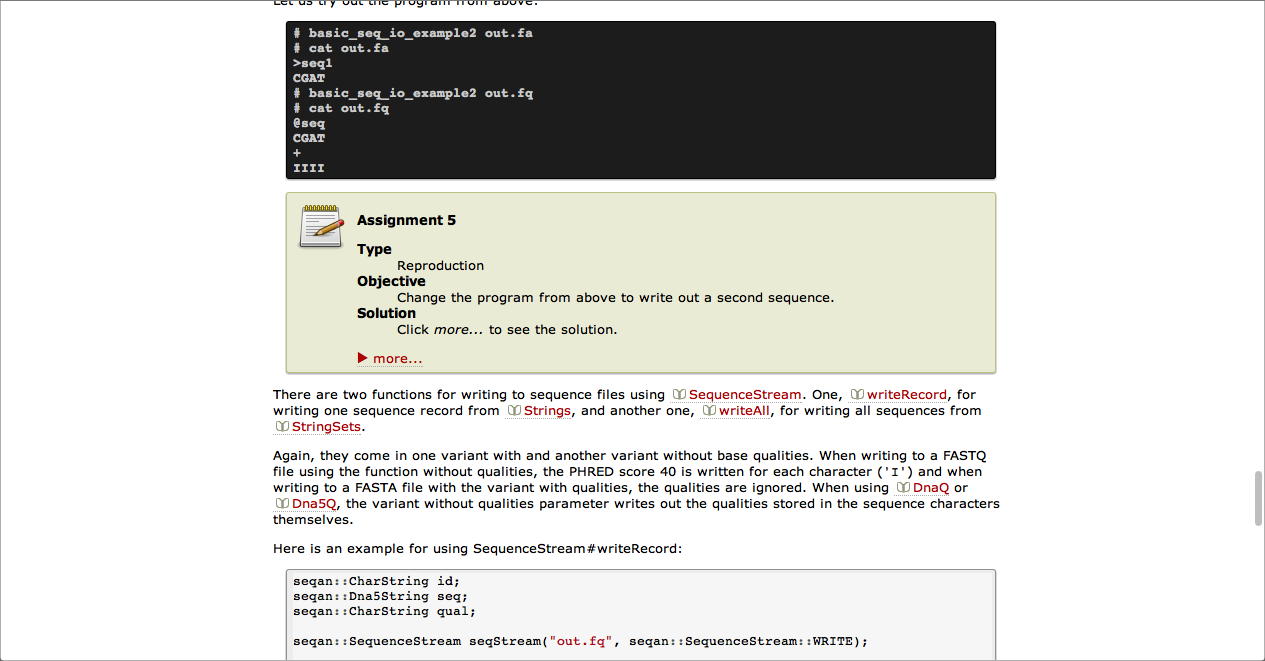 Let us try out the program from above:
# basic_seq_io_example2 out.fa
# cat out.fa
>seq1
CGAT
# basic_seq_io_example2 out.fq
# cat out.fq
@seq
CGAT
+
IIII
Assignment 5
Type
Reproduction
Objective
Change the program from above to write out a second sequence.
Solution
Click more... to see the solution.
more...
There are two functions for writing to sequence files using SequenceStream. One, writeRecord, for
writing one sequence record from Strings, and another one, writeAll, for writing all sequences from
StringSets.
Again, they come in one variant with and another variant without base qualities. When writing to a FASTQ
file using the function without qualities, the PHRED score 40 is written for each character ('I') and when
writing to a FASTA file with the variant with qualities, the qualities are ignored. When using DnaQ or
Dna5Q, the variant without qualities parameter writes out the qualities stored in the sequence characters
themselves.
Here is an example for using SequenceStream#writeRecord:
seqan::CharString id;
seqan::Dna5String seq;
seqan::CharString qual;
seqan::SequenceStream seqStream("out.fq", seqan::SequenceStream::WRITE);